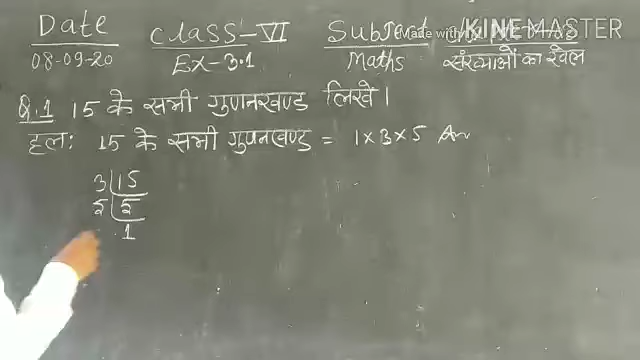 Date Class-VI Subject
Made with KINEMASTER
08-09-20 Ex-3.1 Maths संख्याओं का खेल
Q.1 15 के सभी गुणनखण्ड लिखें।
हल: 15 के सभी गुणनखण्ड = 1×3×5 Ans
3 15
5 5
1